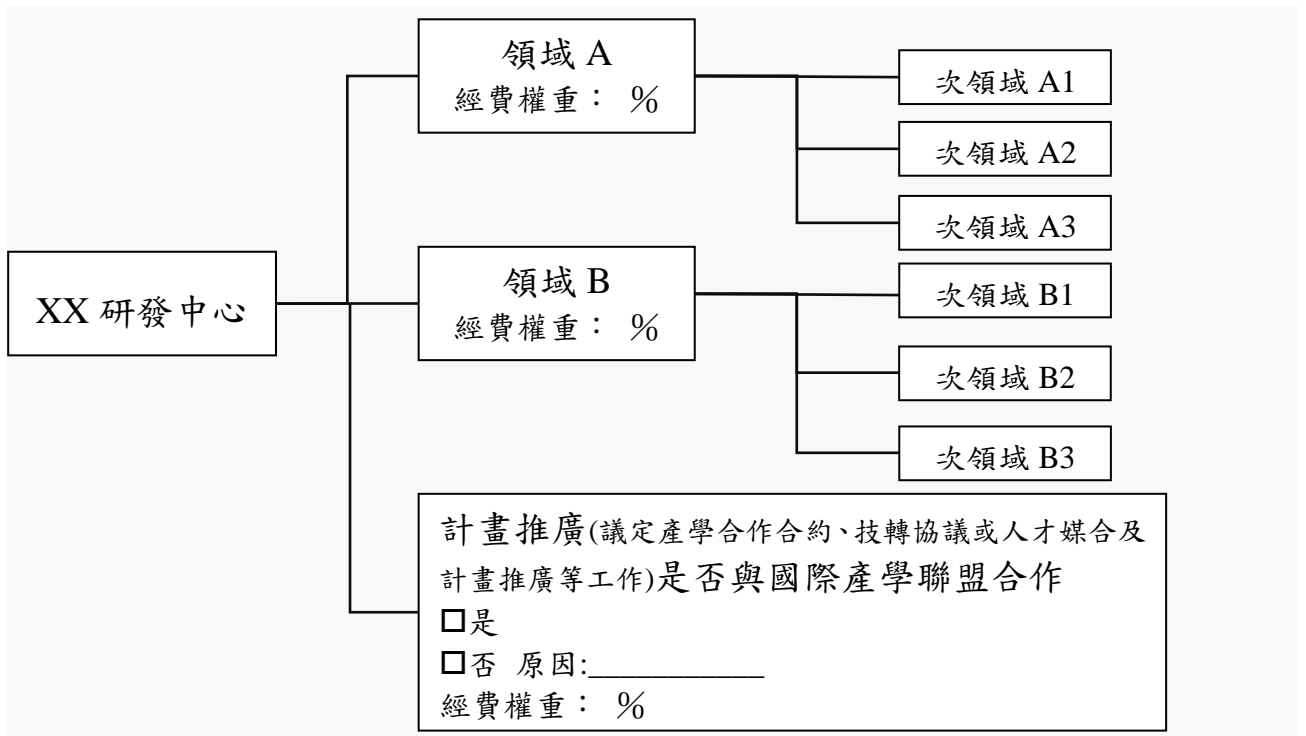 XX 研發中心
領域 A
經費權重： %
次領域 A1
次領域 A2
次領域 A3
領域 B
經費權重： %
次領域 B1
次領域 B2
次領域 B3
計畫推廣(議定產學合作合約、技轉協議或人才媒合及
計畫推廣等工作)是否與國際產學聯盟合作
□是
□否 原因:___________
經費權重： %